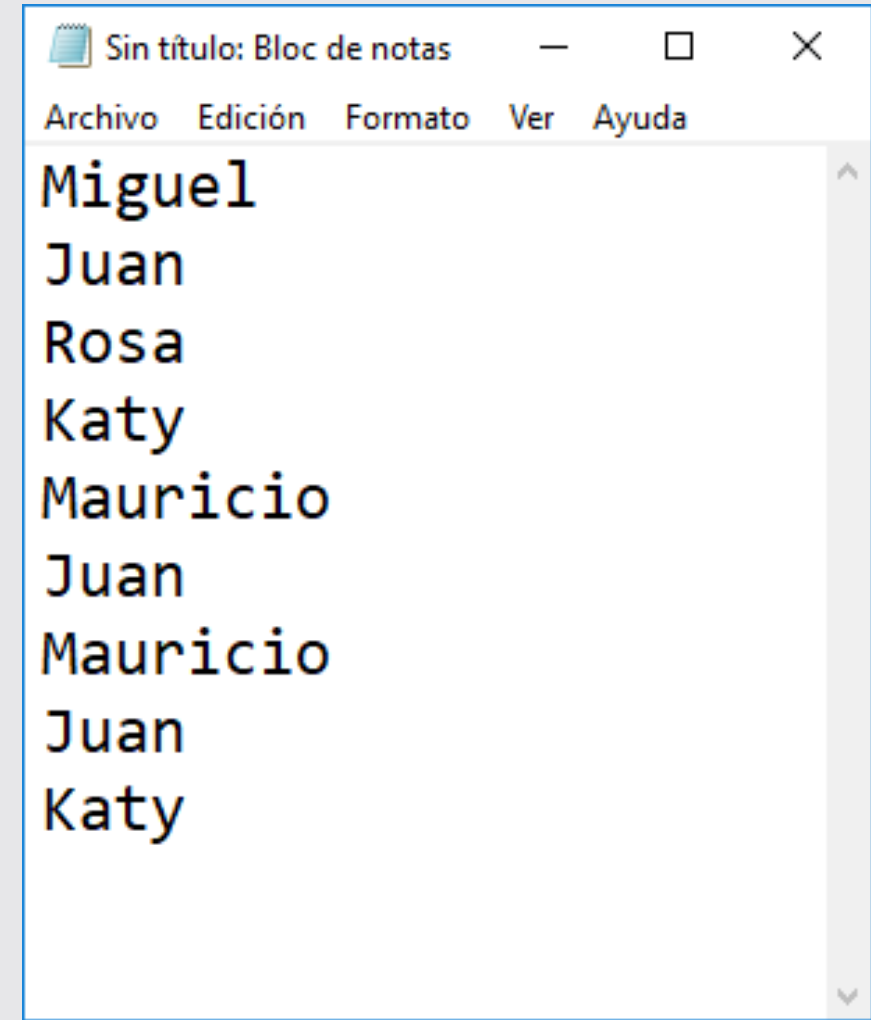 Sin título: Bloc de notas
Archivo Edición Formato Ver Ayuda
Miguel
Juan
Rosa
Katy
Mauricio
Juan
Mauricio
Juan
Katy